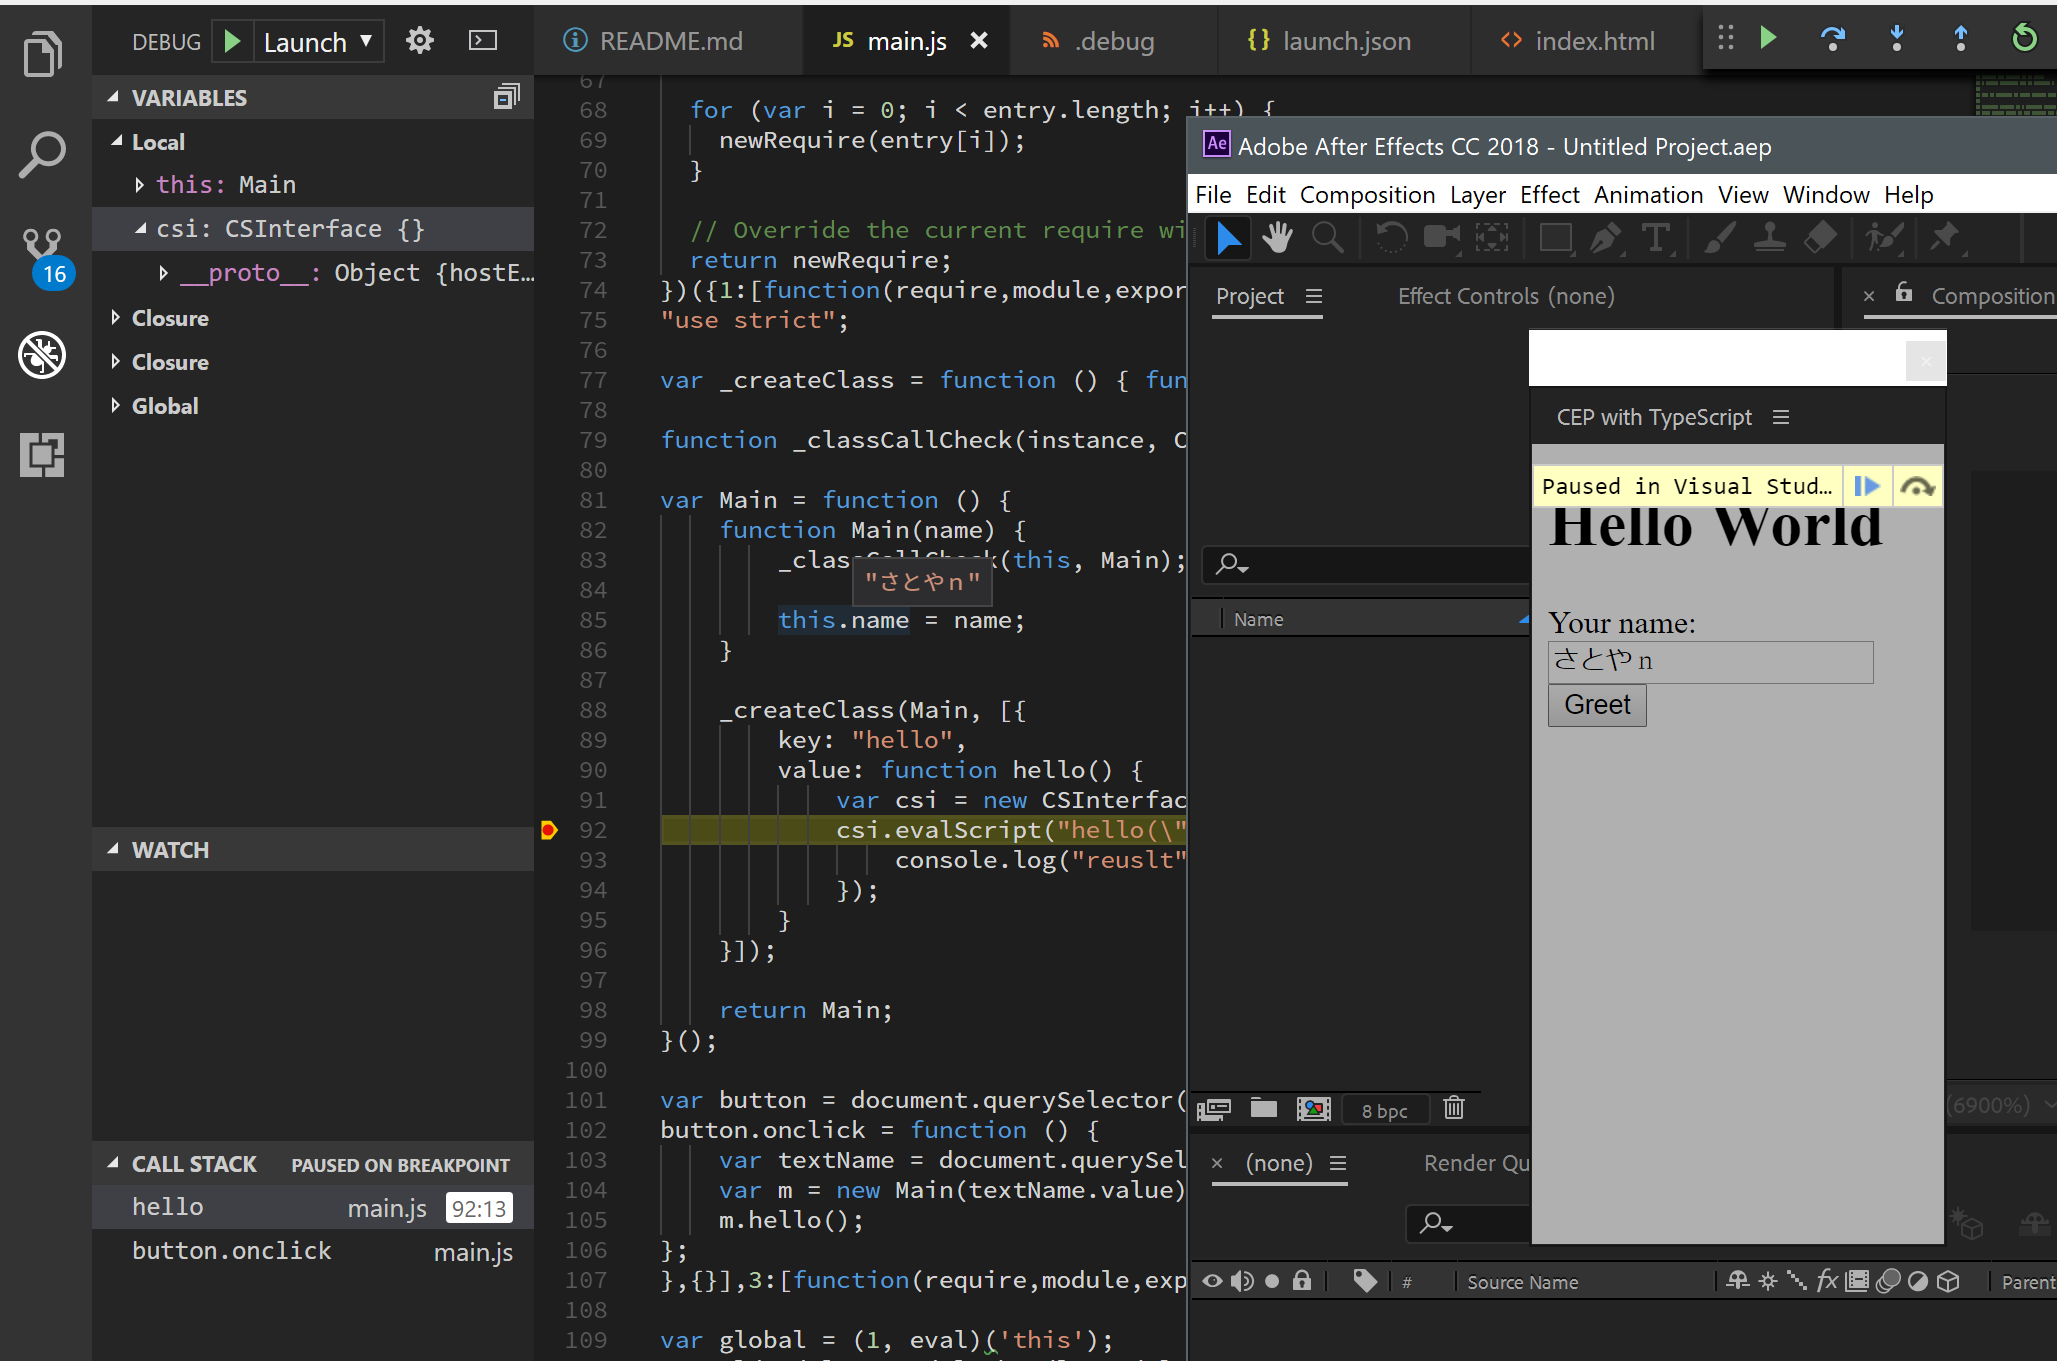 DEBUG Launch
README.md
JS main.js
.debug
{} launch.json
<> index.html
VARIABLES
Local
this: Main
csi: CSInterface {}
__proto__: Object {hostE…
Closure
Closure
Global
16
WATCH
CALL STACK PAUSED ON BREAKPOINT
hello main.js 92:13
button.onclick main.js
67
68 for (var i = 0; i < entry.length; i++) {
69 newRequire(entry[i]);
70 }
71
72 // Override the current require wi
73 return newRequire;
74 })({1:[function(require,module,expor
75 "use strict";
76
77 var _createClass = function () { fun
78
79 function _classCallCheck(instance, C
80
81 var Main = function () {
82 function Main(name) {
83 _classCallCheck(this, Main);
"さとやｎ"
84
85 this.name = name;
86 }
87
88 _createClass(Main, [{
89 key: "hello",
90 value: function hello() {
91 var csi = new CSInterfac
92 csi.evalScript("hello(\"
93 console.log("reuslt"
94 });
95 }
96 }]);
97
98 return Main;
99 }();
100
101 var button = document.querySelector(
102 button.onclick = function () {
103 var textName = document.querySel
104 var m = new Main(textName.value)
105 m.hello();
106 };
107 },{}],3:[function(require,module,exp
108
109 var global = (1, eval)('this');
Ae Adobe After Effects CC 2018 - Untitled Project.aep
File Edit Composition Layer Effect Animation View Window Help
Project
Effect Controls (none)
Composition
CEP with TypeScript
Paused in Visual Stud…
Hello World
Your name:
さとやｎ
Greet
Name
8 bpc
(6900%)
(none)
Render Qu
# Source Name
fx
Parent